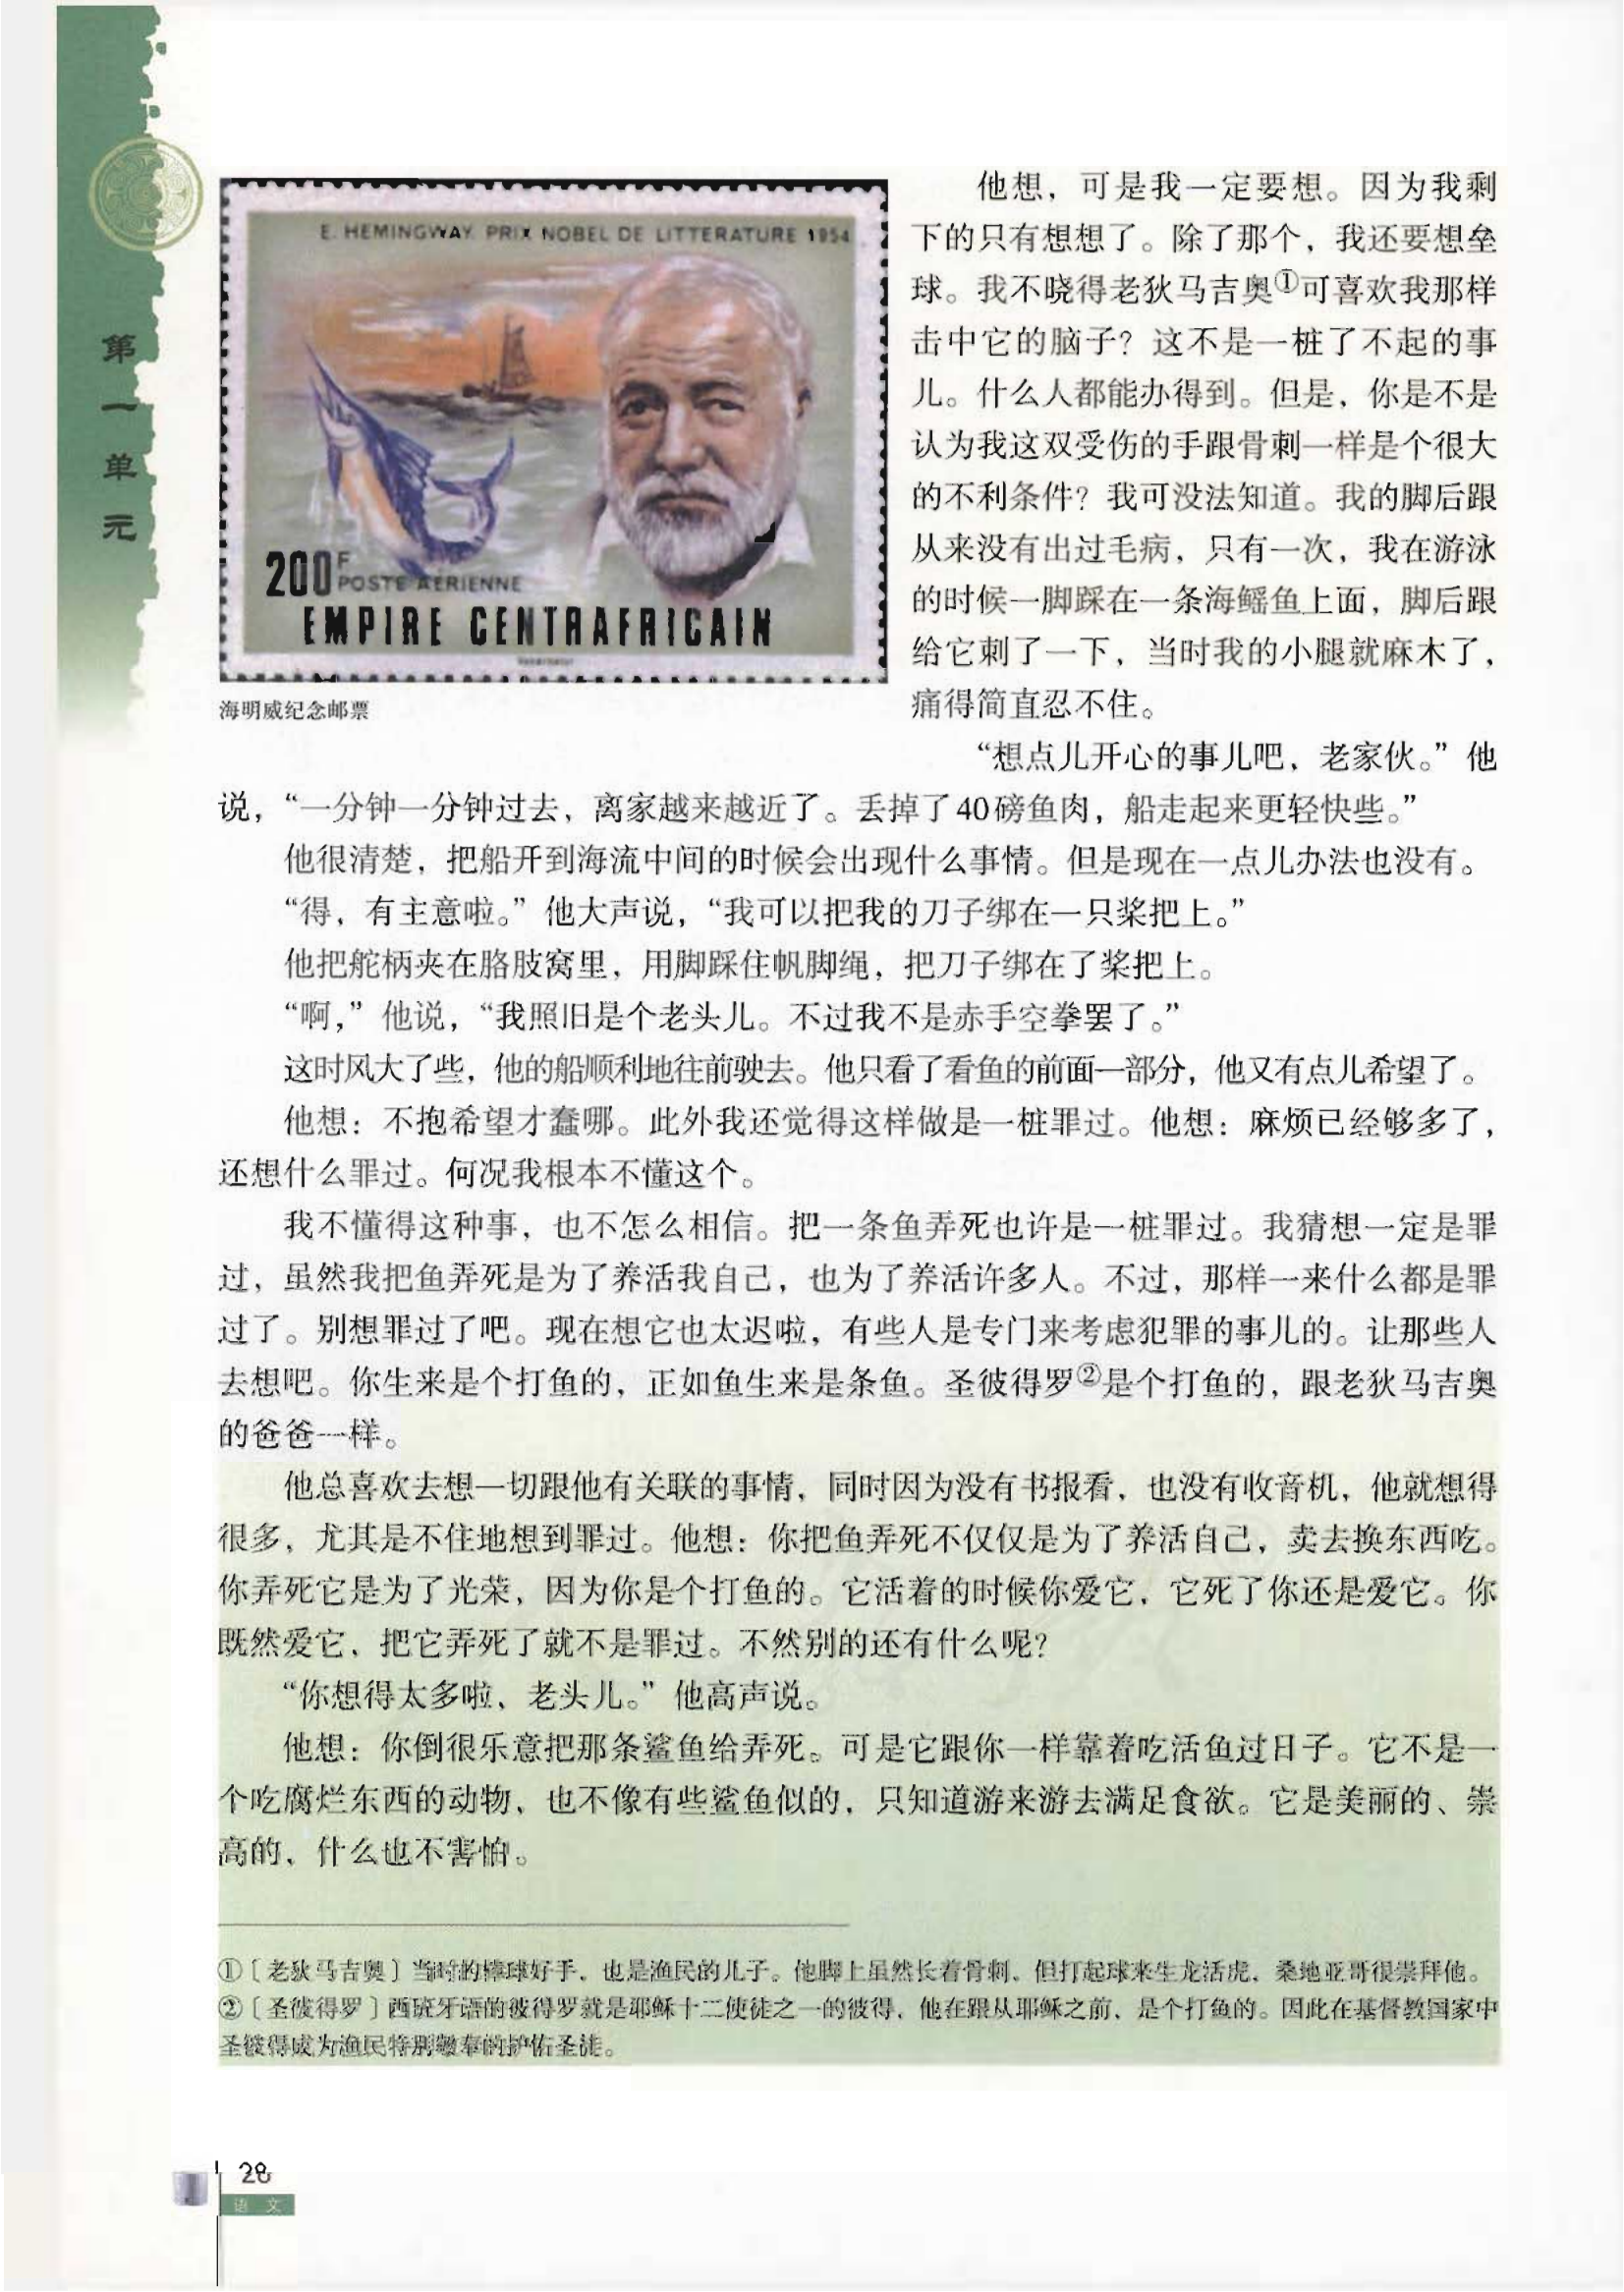 第一单元
E. HEMINGWAY PRIX NOBEL DE LITTERATURE 1954
200F
POSTE AERIENNE
EMPIRE CENTRAFRICAIN
海明威纪念邮票
他想，可是我一定要想。因为我剩
下的只有想想了。除了那个，我还要想垒
球。我不晓得老狄马吉奥①可喜欢我那样
击中它的脑子？这不是一桩了不起的事
儿。什么人都能办得到。但是，你是不是
认为我这双受伤的手跟骨刺一样是个很大
的不利条件？我可没法知道。我的脚后跟
从来没有出过毛病，只有一次，我在游泳
的时候一脚踩在一条海鳐鱼上面，脚后跟
给它刺了一下，当时我的小腿就麻木了，
痛得简直忍不住。
“想点儿开心的事儿吧，老家伙。”他
说，“一分钟一分钟过去，离家越来越近了。丢掉了40磅鱼肉，船走起来更轻快些。”
他很清楚，把船开到海流中间的时候会出现什么事情。但是现在一点儿办法也没有。
“得，有主意啦。”他大声说，“我可以把我的刀子绑在一只桨把上。”
他把舵柄夹在胳肢窝里，用脚踩住帆脚绳，把刀子绑在了桨把上。
“啊，”他说，“我照旧是个老头儿。不过我不是赤手空拳罢了。”
这时风大了些，他的船顺利地往前驶去。他只看了看鱼的前面一部分，他又有点儿希望了。
他想：不抱希望才蠢哪。此外我还觉得这样做是一桩罪过。他想：麻烦已经够多了，
还想什么罪过。何况我根本不懂这个。
我不懂得这种事，也不怎么相信。把一条鱼弄死也许是一桩罪过。我猜想一定是罪
过，虽然我把鱼弄死是为了养活我自己，也为了养活许多人。不过，那样一来什么都是罪
过了。别想罪过了吧。现在想它也太迟啦，有些人是专门来考虑犯罪的事儿的。让那些人
去想吧。你生来是个打鱼的，正如鱼生来是条鱼。圣彼得罗②是个打鱼的，跟老狄马吉奥
的爸爸一样。
他总喜欢去想一切跟他有关联的事情，同时因为没有书报看，也没有收音机，他就想得
很多，尤其是不住地想到罪过。他想：你把鱼弄死不仅仅是为了养活自己，卖去换东西吃。
你弄死它是为了光荣，因为你是个打鱼的。它活着的时候你爱它，它死了你还是爱它。你
既然爱它，把它弄死了就不是罪过。不然别的还有什么呢？
“你想得太多啦，老头儿。”他高声说。
他想：你倒很乐意把那条鲨鱼给弄死。可是它跟你一样靠着吃活鱼过日子。它不是一
个吃腐烂东西的动物，也不像有些鲨鱼似的，只知道游来游去满足食欲。它是美丽的、崇
高的，什么也不害怕。
①〔老狄马吉奥〕当时的棒球好手，也是渔民的儿子。他脚上虽然长着骨刺，但打起球来生龙活虎，桑地亚哥很崇拜他。
②〔圣彼得罗〕西班牙语的彼得罗就是耶稣十二使徒之一的彼得，他在跟从耶稣之前，是个打鱼的。因此在基督教国家中
圣彼得成为渔民特别敬奉的护佑圣徒。
28
语文